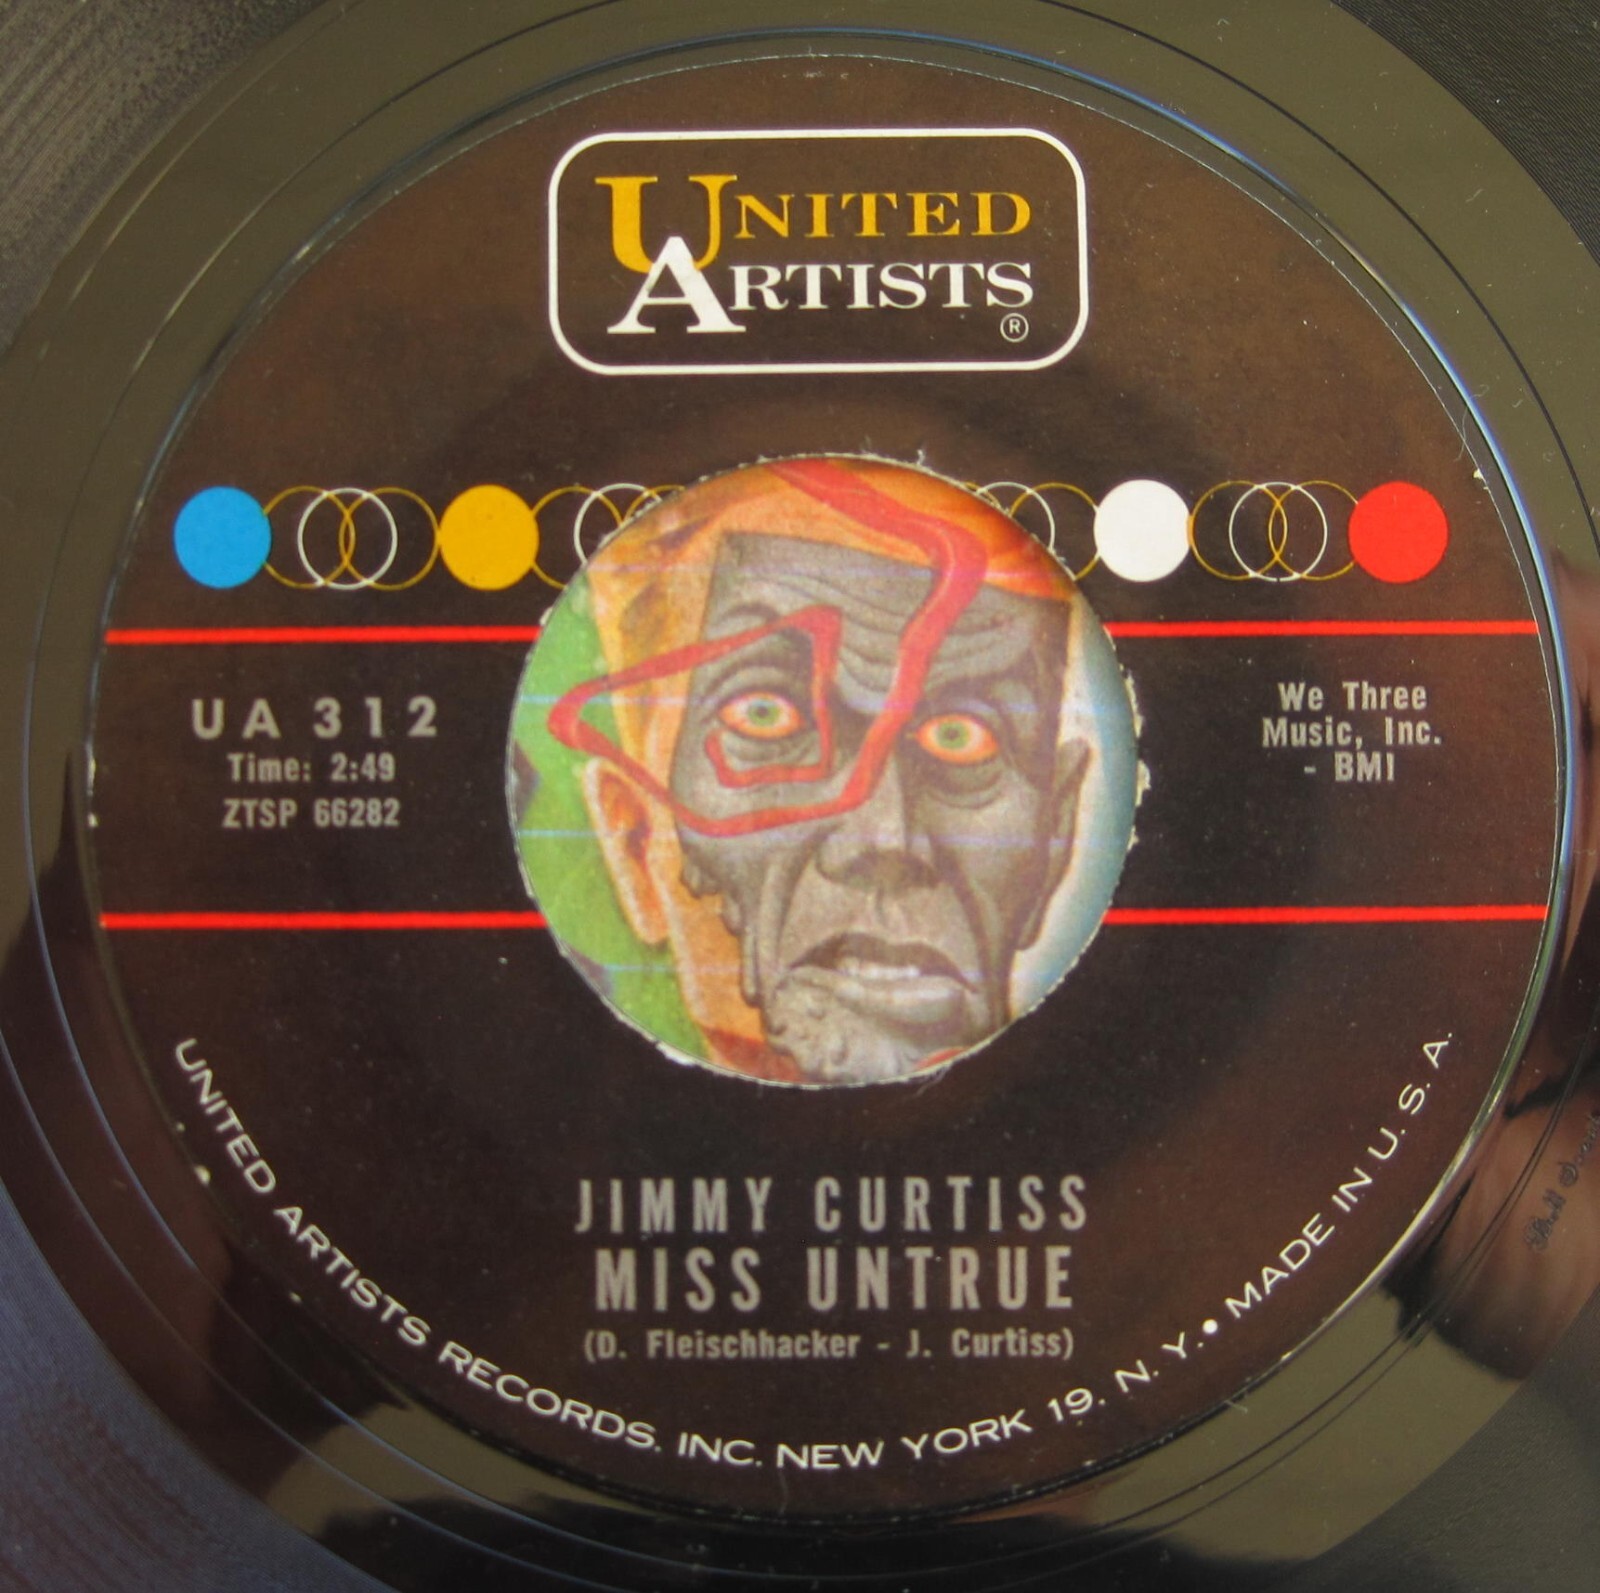 UNITED
ARTISTS
®
UA 312
Time: 2:49
ZTSP 66282
We Three
Music, Inc.
- BMI
JIMMY CURTISS
MISS UNTRUE
(D. Fleischhacker - J. Curtiss)
UNITED ARTISTS RECORDS, INC. NEW YORK 19, N. Y. • MADE IN U. S. A.